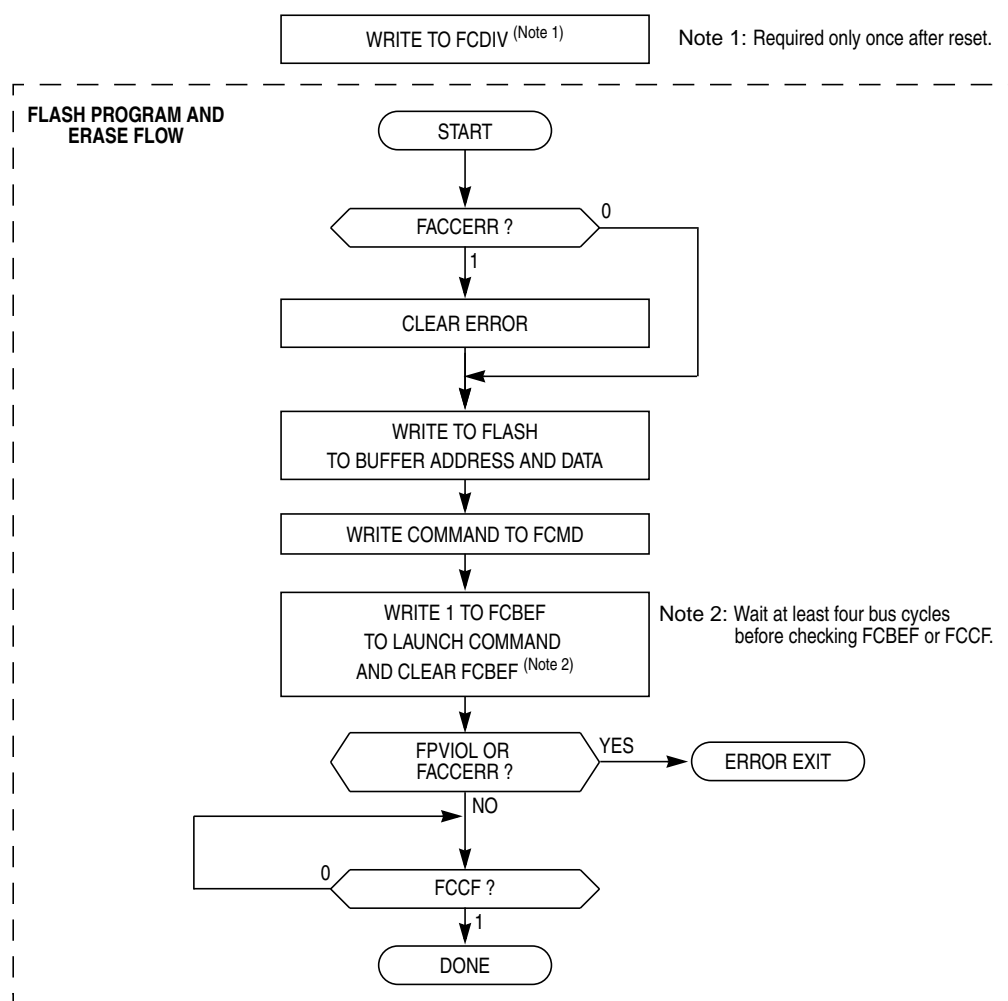 WRITE TO FCDIV (Note 1)
Note 1: Required only once after reset.
FLASH PROGRAM AND
ERASE FLOW
START
FACCERR ?
0
1
CLEAR ERROR
WRITE TO FLASH
TO BUFFER ADDRESS AND DATA
WRITE COMMAND TO FCMD
WRITE 1 TO FCBEF
TO LAUNCH COMMAND
AND CLEAR FCBEF (Note 2)
Note 2: Wait at least four bus cycles
before checking FCBEF or FCCF.
FPVIOL OR
FACCERR ?
YES
ERROR EXIT
NO
0
FCCF ?
1
DONE